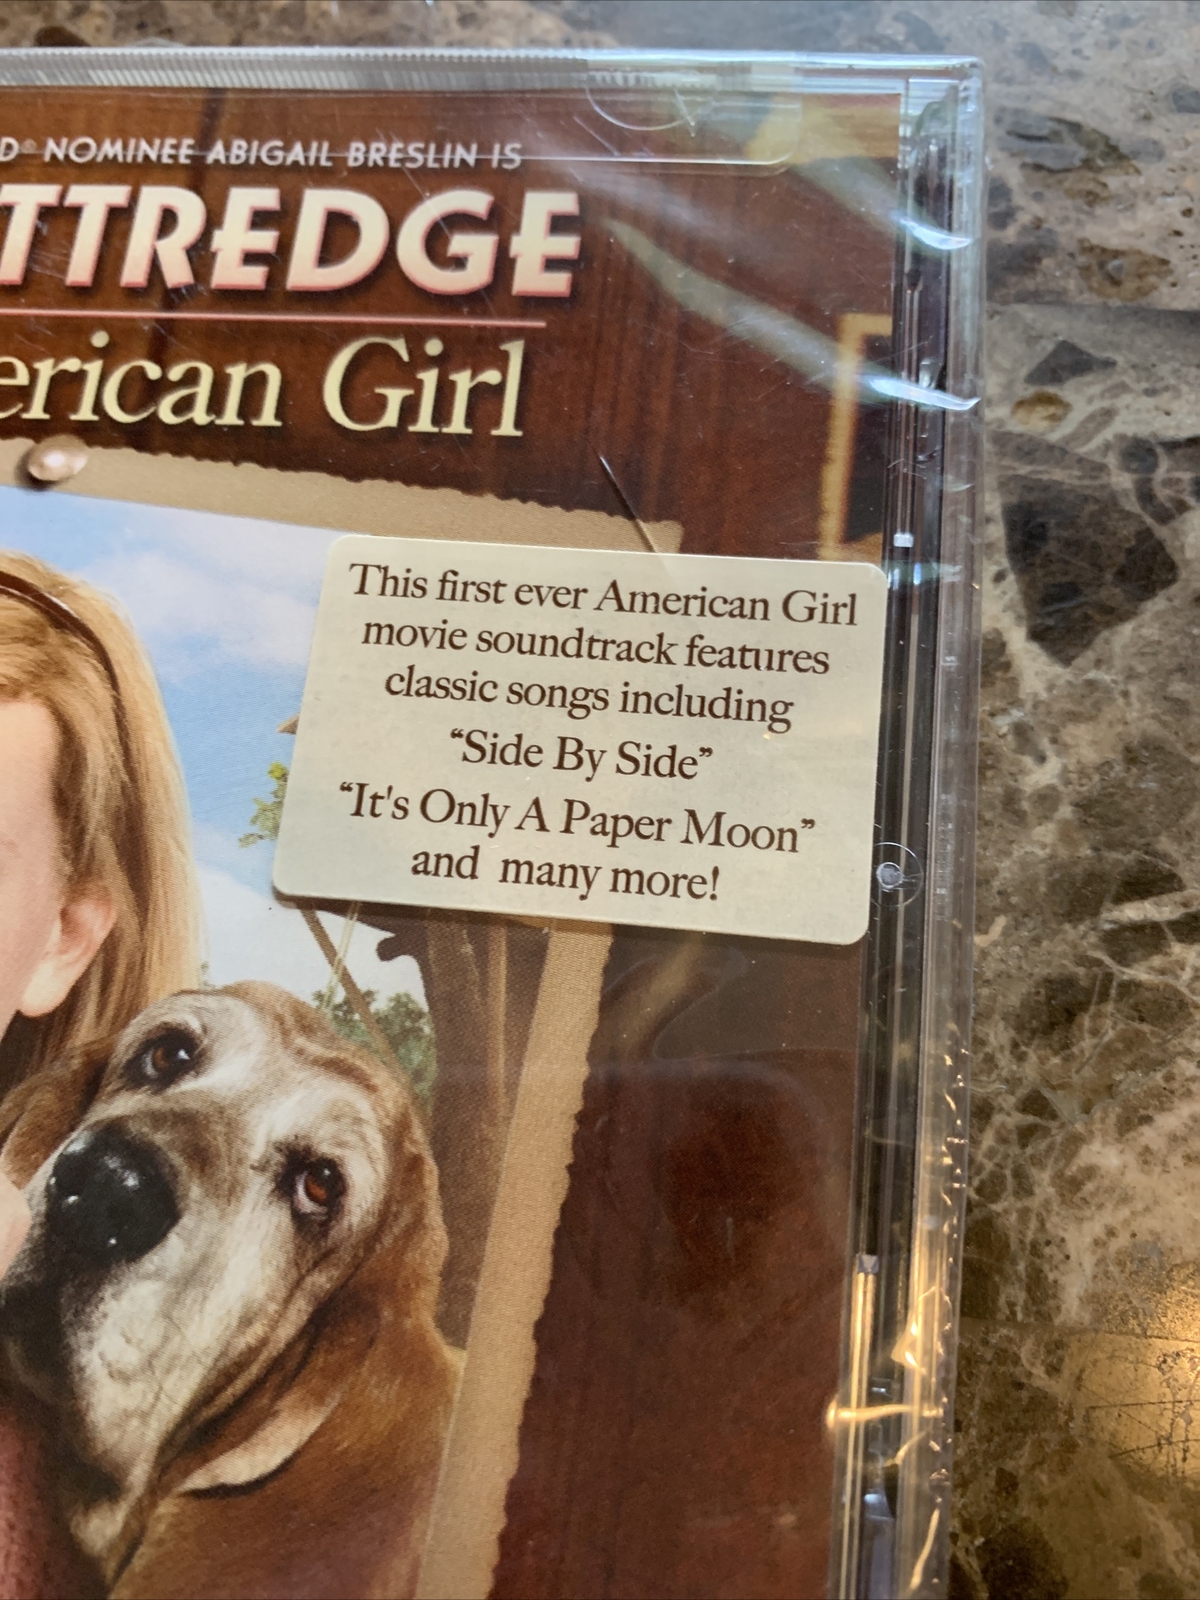 D® NOMINEE ABIGAIL BRESLIN IS
TTREDGE
erican Girl
This first ever American Girl
movie soundtrack features
classic songs including
“Side By Side”
“It's Only A Paper Moon”
and many more!